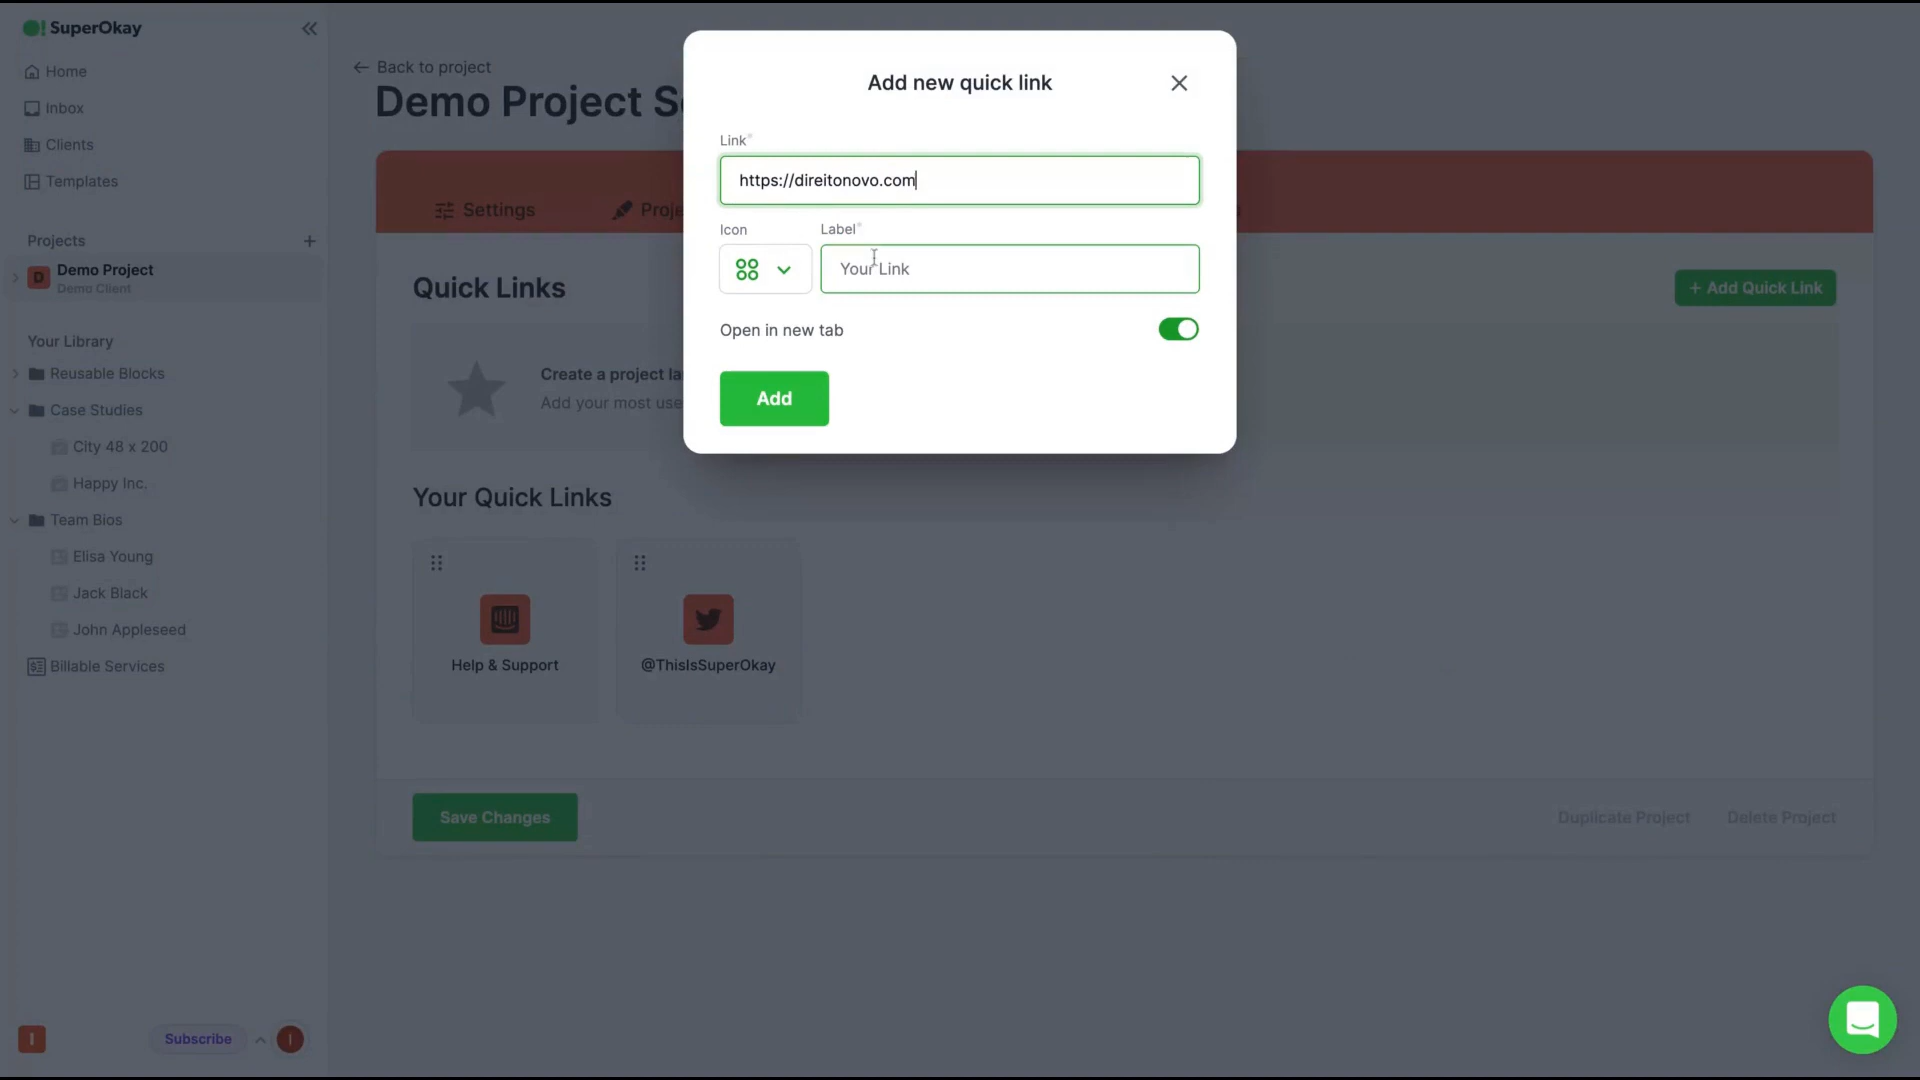 SuperOkay
Home
Inbox
Clients
Templates
Projects
Demo Project
Demo Client
Your Library
Reusable Blocks
Case Studies
City 48 x 200
Happy Inc.
Team Bios
Elisa Young
Jack Black
John Appleseed
Billable Services
I
Subscribe
I
Back to project
Demo Project S
Settings
Proje
Quick Links
+ Add Quick Link
Create a project la
Add your most use
Your Quick Links
Help & Support
@ThisIsSuperOkay
Save Changes
Duplicate Project
Delete Project
Add new quick link
Link*
https://direitonovo.com
Icon
Label*
Your Link
Open in new tab
Add